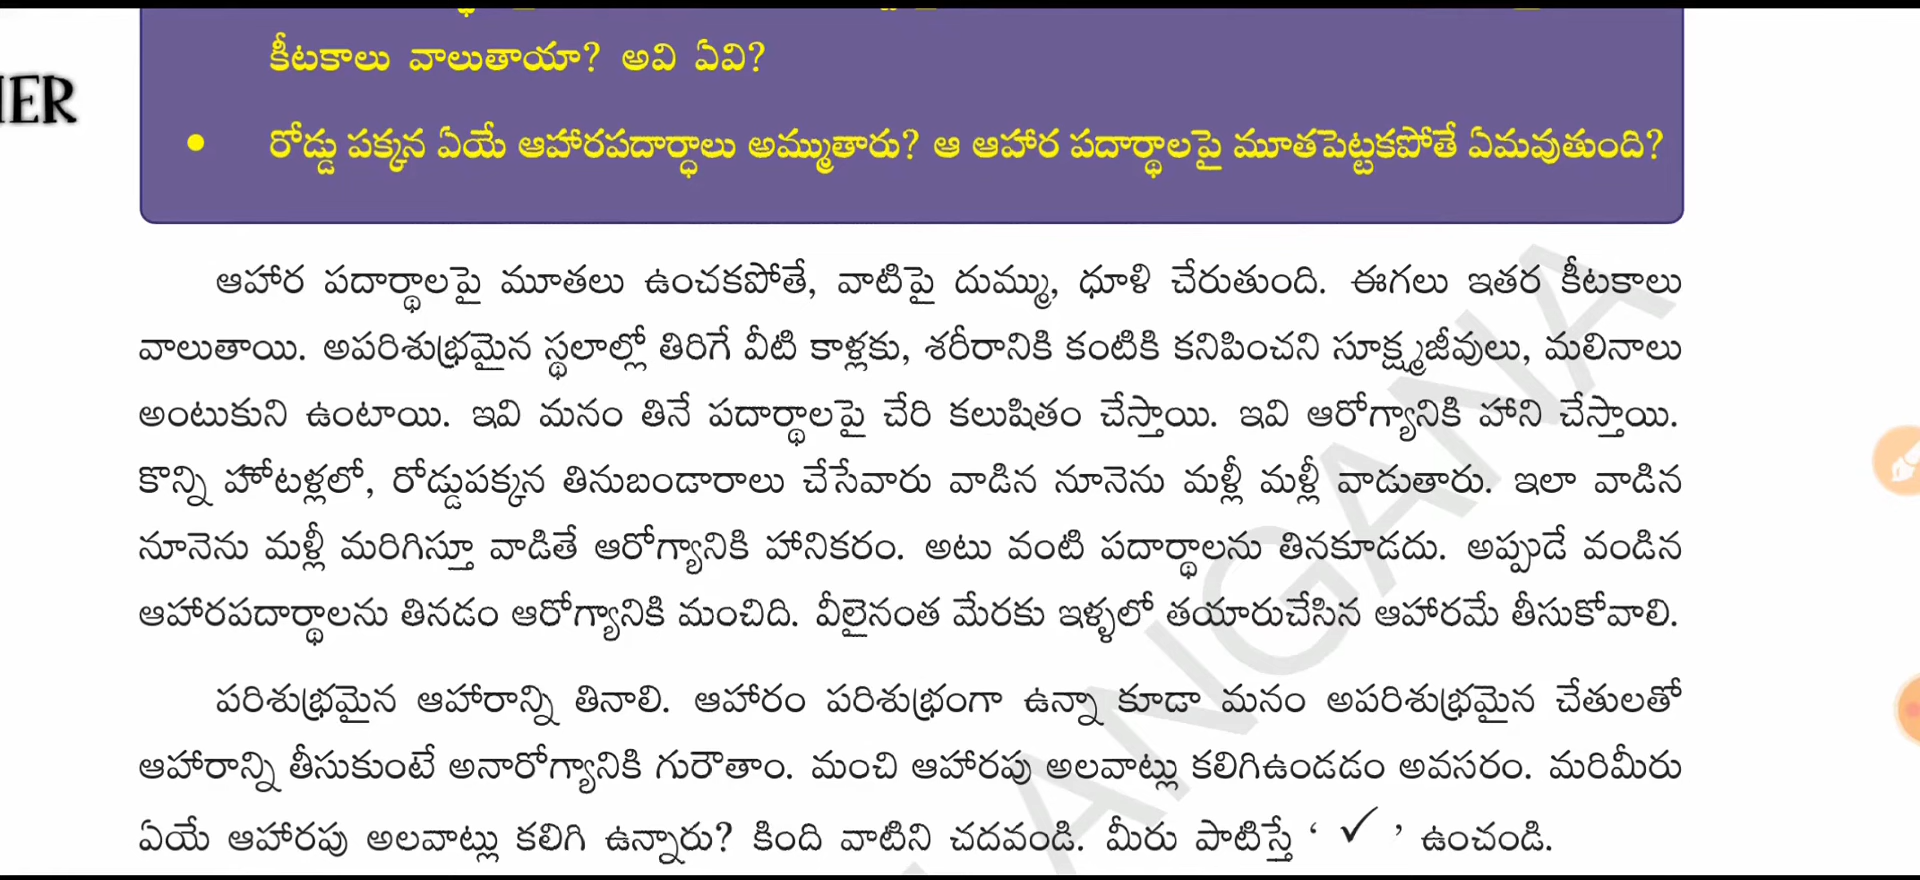 IER
కీటకాలు వాలుతాయా? అవి ఏవి?
• రోడ్డు పక్కన ఏయే ఆహారపదార్ధాలు అమ్ముతారు? ఆ ఆహార పదార్థాలపై మూతపెట్టకపోతే ఏమవుతుంది?
ఆహార పదార్థాలపై మూతలు ఉంచకపోతే, వాటిపై దుమ్ము, ధూళి చేరుతుంది. ఈగలు ఇతర కీటకాలు
వాలుతాయి. అపరిశుభ్రమైన స్థలాల్లో తిరిగే వీటి కాళ్లకు, శరీరానికి కంటికి కనిపించని సూక్ష్మజీవులు, మలినాలు
అంటుకుని ఉంటాయి. ఇవి మనం తినే పదార్థాలపై చేరి కలుషితం చేస్తాయి. ఇవి ఆరోగ్యానికి హాని చేస్తాయి.
కొన్ని హోటళ్లలో, రోడ్డుపక్కన తినుబండారాలు చేసేవారు వాడిన నూనెను మళ్లీ మళ్లీ వాడుతారు. ఇలా వాడిన
నూనెను మళ్లీ మరిగిస్తూ వాడితే ఆరోగ్యానికి హానికరం. అటు వంటి పదార్థాలను తినకూడదు. అప్పుడే వండిన
ఆహారపదార్థాలను తినడం ఆరోగ్యానికి మంచిది. వీలైనంత మేరకు ఇళ్ళలో తయారుచేసిన ఆహారమే తీసుకోవాలి.
పరిశుభ్రమైన ఆహారాన్ని తినాలి. ఆహారం పరిశుభ్రంగా ఉన్నా కూడా మనం అపరిశుభ్రమైన చేతులతో
ఆహారాన్ని తీసుకుంటే అనారోగ్యానికి గురౌతాం. మంచి ఆహారపు అలవాట్లు కలిగిఉండడం అవసరం. మరిమీరు
ఏయే ఆహారపు అలవాట్లు కలిగి ఉన్నారు? కింది వాటిని చదవండి. మీరు పాటిస్తే ‘ ✓ ’ ఉంచండి.
LANGANA